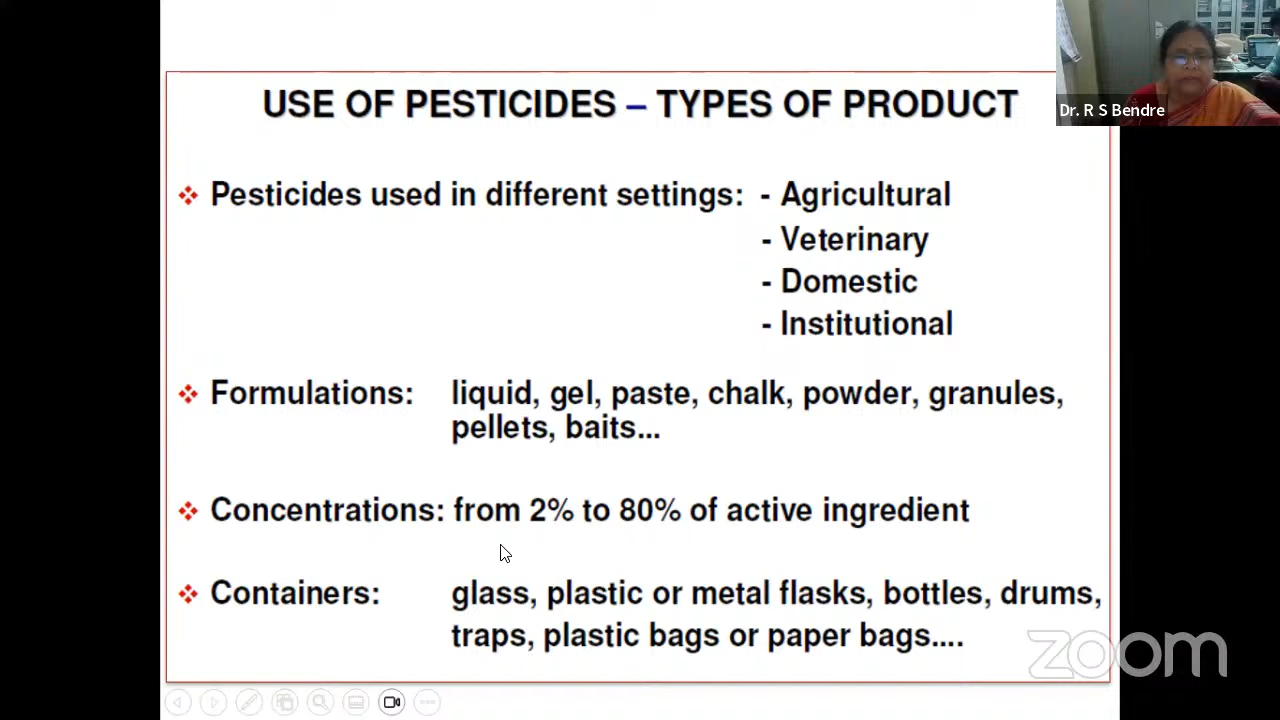 USE OF PESTICIDES – TYPES OF PRODUCT
Dr. R S Bendre
Pesticides used in different settings: - Agricultural
- Veterinary
- Domestic
- Institutional
Formulations: liquid, gel, paste, chalk, powder, granules,
pellets, baits...
Concentrations: from 2% to 80% of active ingredient
Containers: glass, plastic or metal flasks, bottles, drums,
traps, plastic bags or paper bags....
zoom